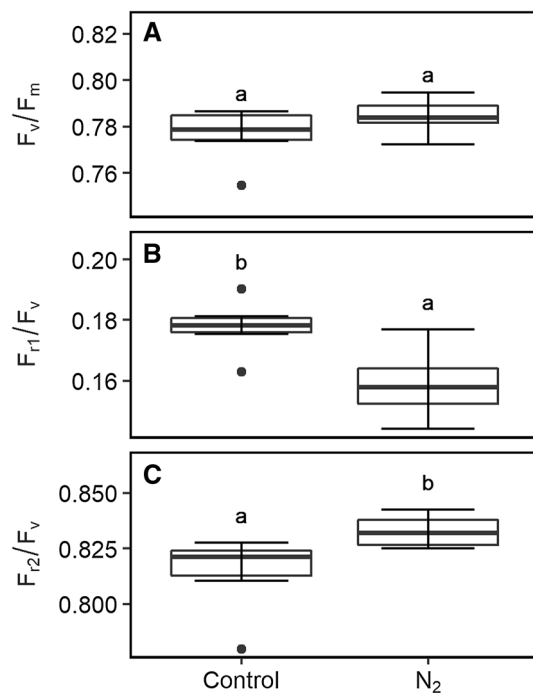 A
0.82
0.80
0.78
0.76
Fv/Fm
a
a
B
0.20
0.18
0.16
Fr1/Fv
b
a
C
0.850
0.825
0.800
Fr2/Fv
a
b
Control
N2